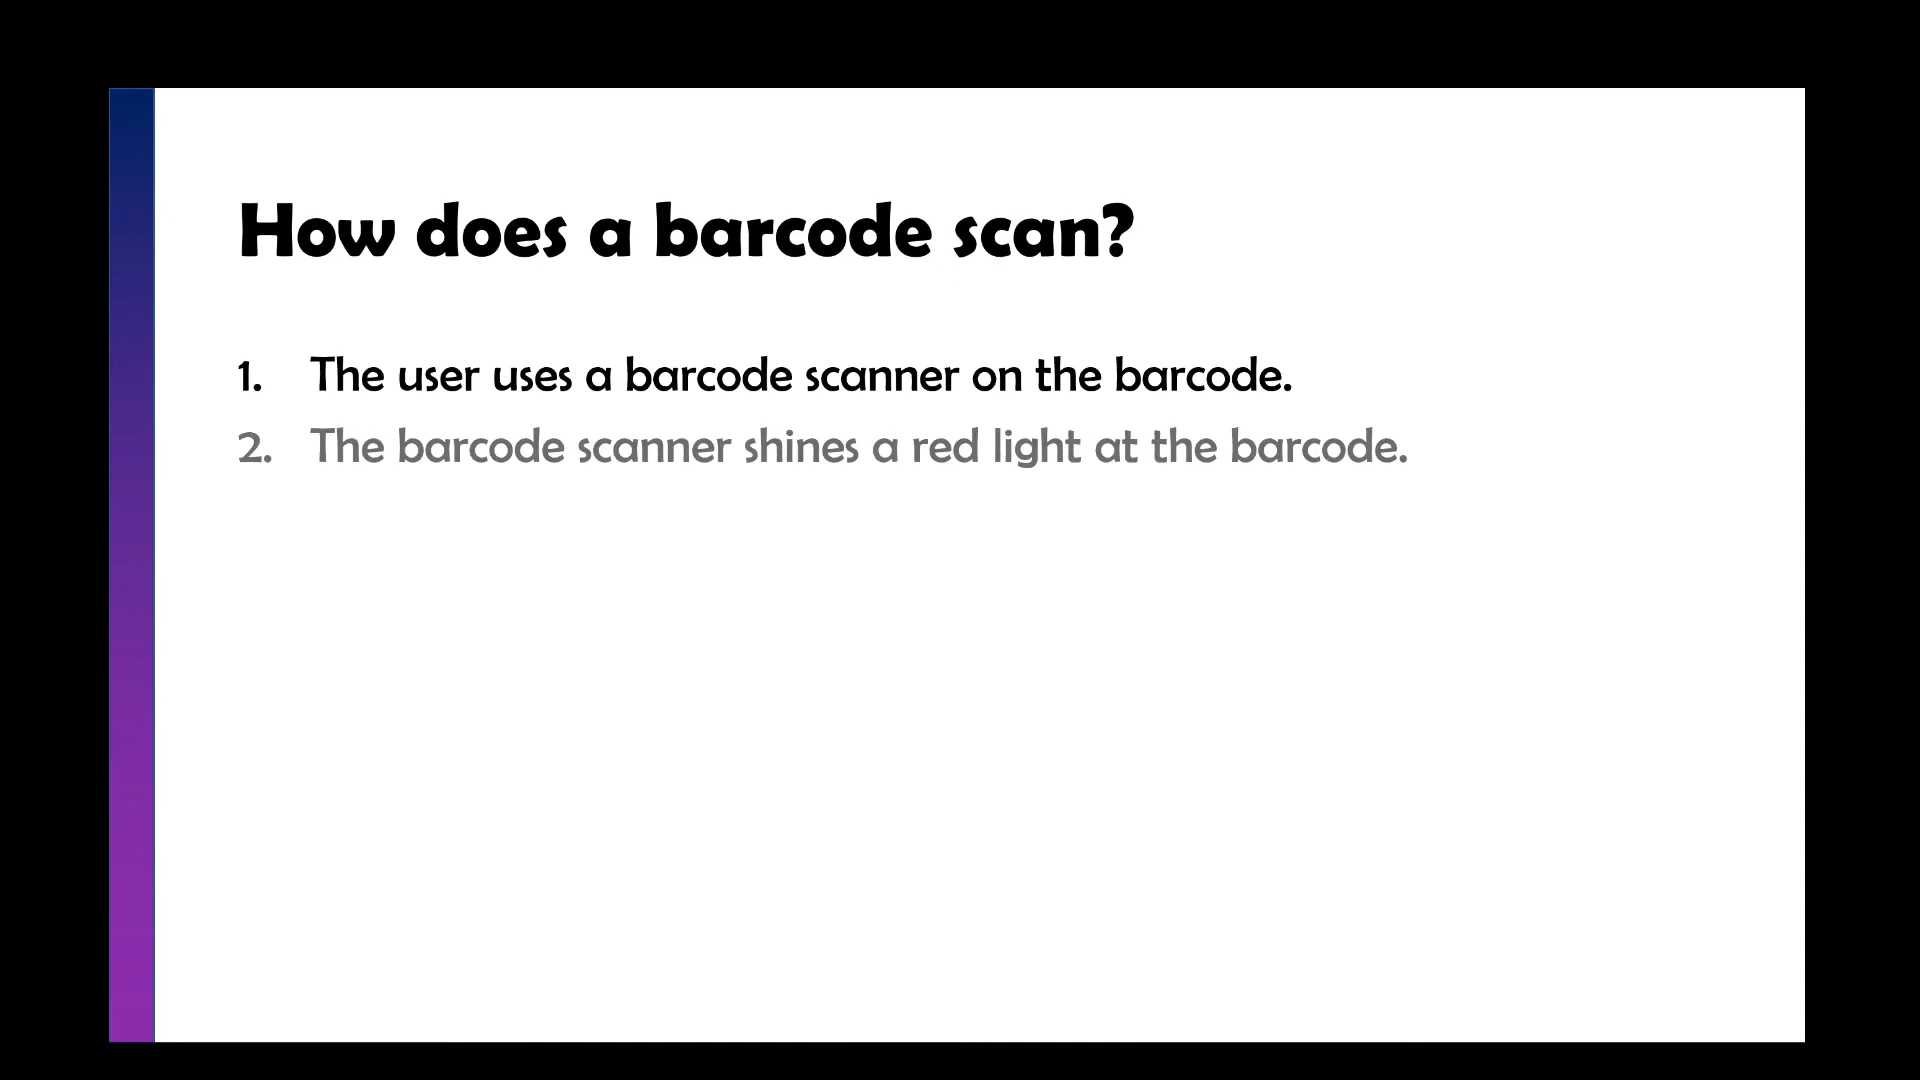 How does a barcode scan?
1. The user uses a barcode scanner on the barcode.
2. The barcode scanner shines a red light at the barcode.